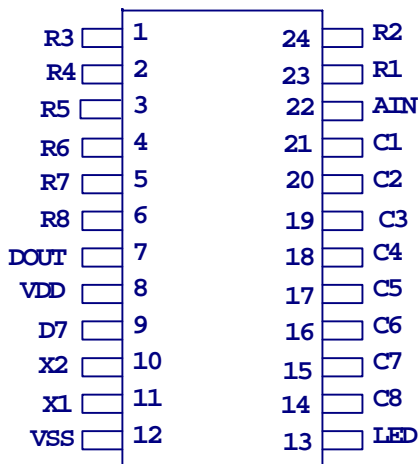 R3 1 24 R2
R4 2 23 R1
R5 3 22 AIN
R6 4 21 C1
R7 5 20 C2
R8 6 19 C3
DOUT 7 18 C4
VDD 8 17 C5
D7 9 16 C6
X2 10 15 C7
X1 11 14 C8
VSS 12 13 LED